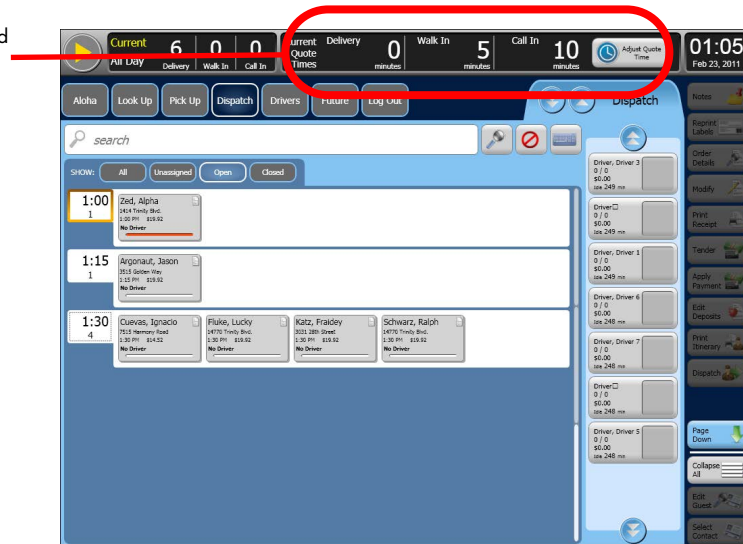 d
Current
All Day
6
Delivery
0
Walk In
0
Call In
urrent
Quote
Times
Delivery
0
minutes
Walk In
5
minutes
Call In
10
minutes
Adjust Quote
Time
01:05
Feb 23, 2011
Aloha
Look Up
Pick Up
Dispatch
Drivers
Future
Log Out
Dispatch
search
SHOW:
All
Unassigned
Open
Closed
1:00
1
Zed, Alpha
1414 Trinity Blvd.
1:00 PM $19.92
No Driver
1:15
1
Argonaut, Jason
3515 Golden Way
1:15 PM $19.92
No Driver
1:30
4
Cuevas, Ignacio
7515 Harmony Road
1:30 PM $14.52
No Driver
Fluke, Lucky
14770 Trinity Blvd.
1:30 PM $19.92
No Driver
Katz, Fraidey
3131 28th Street
1:30 PM $19.92
No Driver
Schwarz, Ralph
14770 Trinity Blvd.
1:30 PM $19.92
No Driver
Driver, Driver 3
0 / 0
$0.00
Idle 249 min
Driver
0 / 0
$0.00
Idle 249 min
Driver, Driver 1
0 / 0
$0.00
Idle 249 min
Driver, Driver 6
0 / 0
$0.00
Idle 248 min
Driver, Driver 7
0 / 0
$0.00
Idle 248 min
Driver
0 / 0
$0.00
Idle 248 min
Driver, Driver 5
0 / 0
$0.00
Idle 248 min
Notes
Reprint
Labels
Order
Details
Modify
Print
Receipt
Tender
Apply
Payment
Edit
Deposits
Print
Itinerary
Dispatch
Page
Down
Collapse
All
Edit
Guest
Select
Contact